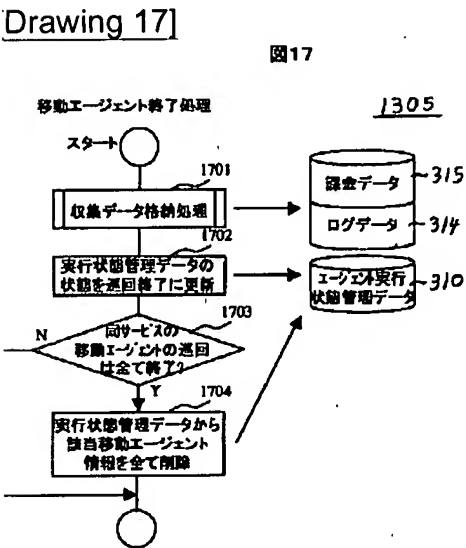 [Drawing 17]
図17
移動エージェント終了処理
1305
スタート
1701
収集データ格納処理
課金データ
315
ログデータ
314
1702
実行状態管理データの
状態を巡回終了に更新
エージェント実行
状態管理データ
310
1703
N
同サービスの
移動エージェントの巡回
は全て終了?
Y
1704
実行状態管理データから
該当移動エージェント
情報を全て削除